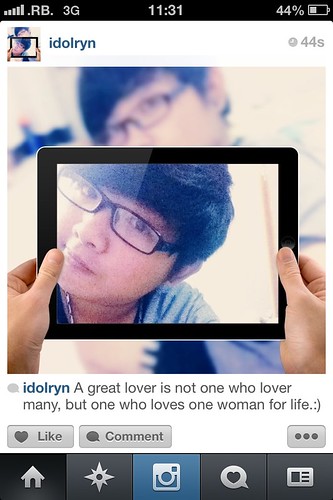 .RB. 3G 11:31 44%
idolryn 44s
idolryn A great lover is not one who lover
many, but one who loves one woman for life.:)
Like Comment